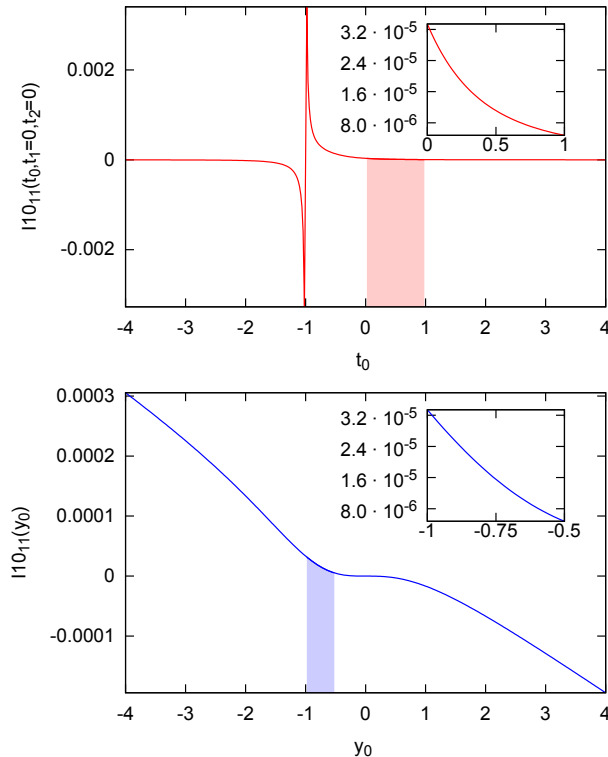 I10₁₁(t₀,t₁=0,t₂=0)
0.002
0
-0.002
-4 -3 -2 -1 0 1 2 3 4
t₀
3.2 · 10⁻⁵
2.4 · 10⁻⁵
1.6 · 10⁻⁵
8.0 · 10⁻⁶
0 0.5 1
I10₁₁(y₀)
0.0003
0.0002
0.0001
0
-0.0001
-4 -3 -2 -1 0 1 2 3 4
y₀
3.2 · 10⁻⁵
2.4 · 10⁻⁵
1.6 · 10⁻⁵
8.0 · 10⁻⁶
-1 -0.75 -0.5